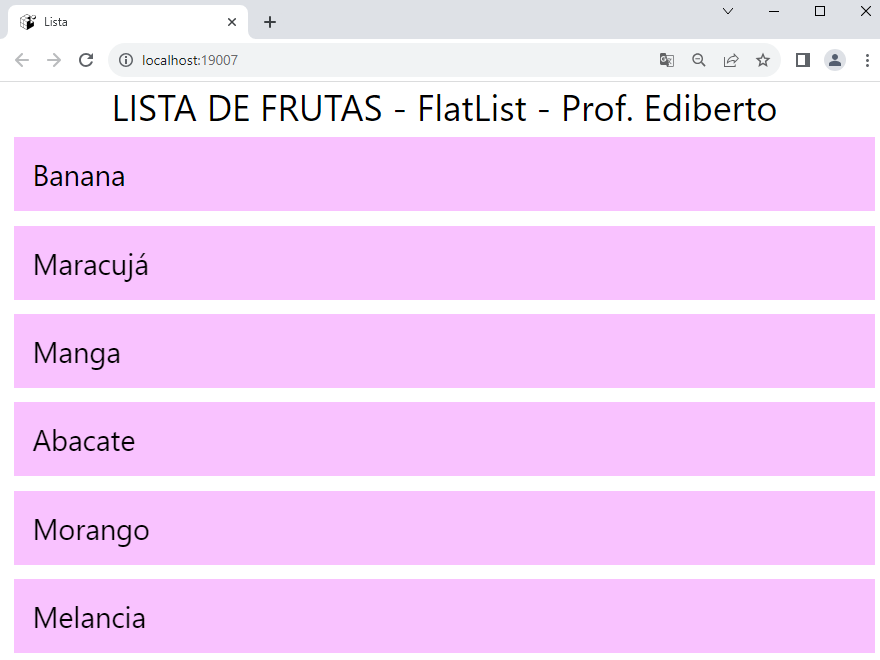 Lista
localhost:19007
LISTA DE FRUTAS - FlatList - Prof. Ediberto
Banana
Maracujá
Manga
Abacate
Morango
Melancia